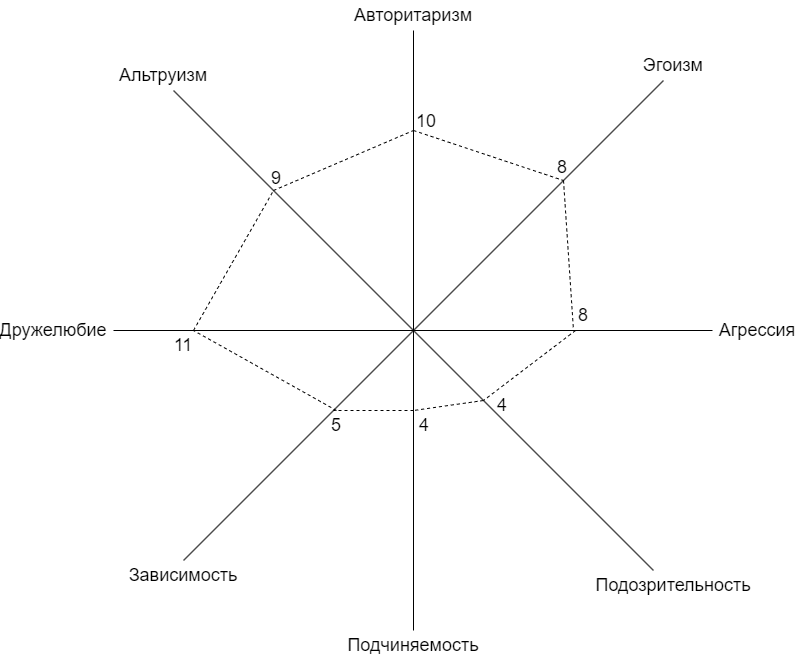 Авторитаризм
Эгоизм
Альтруизм
10
8
9
8
Дружелюбие
Агрессия
11
4
5
4
Зависимость
Подозрительность
Подчиняемость